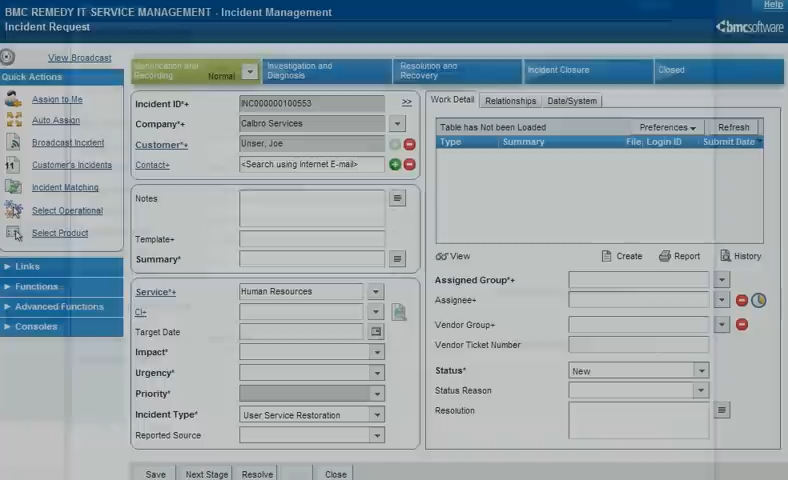 BMC REMEDY IT SERVICE MANAGEMENT - Incident Management
Help
Incident Request
bmcsoftware
View Broadcast
Quick Actions
Assign to Me
Auto Assign
Broadcast Incident
Customer's Incidents
Incident Matching
Select Operational
Select Product
Links
Functions
Advanced Functions
Consoles
Identification and
Recording
Normal
Investigation and
Diagnosis
Resolution and
Recovery
Incident Closure
Closed
Incident ID*+
INC000000100553
>>
Company*+
Calbro Services
Customer*+
Unser, Joe
Contact+
<Search using Internet E-mail>
Notes
Template+
Summary*
Service*+
Human Resources
CI+
Target Date
Impact*
Urgency*
Priority*
Incident Type*
User Service Restoration
Reported Source
Work Detail
Relationships
Date/System
Table has Not been Loaded
Preferences
Refresh
Type
Summary
File
Login ID
Submit Date
View
Create
Report
History
Assigned Group*+
Assignee+
Vendor Group+
Vendor Ticket Number
Status*
New
Status Reason
Resolution
Save
Next Stage
Resolve
Close